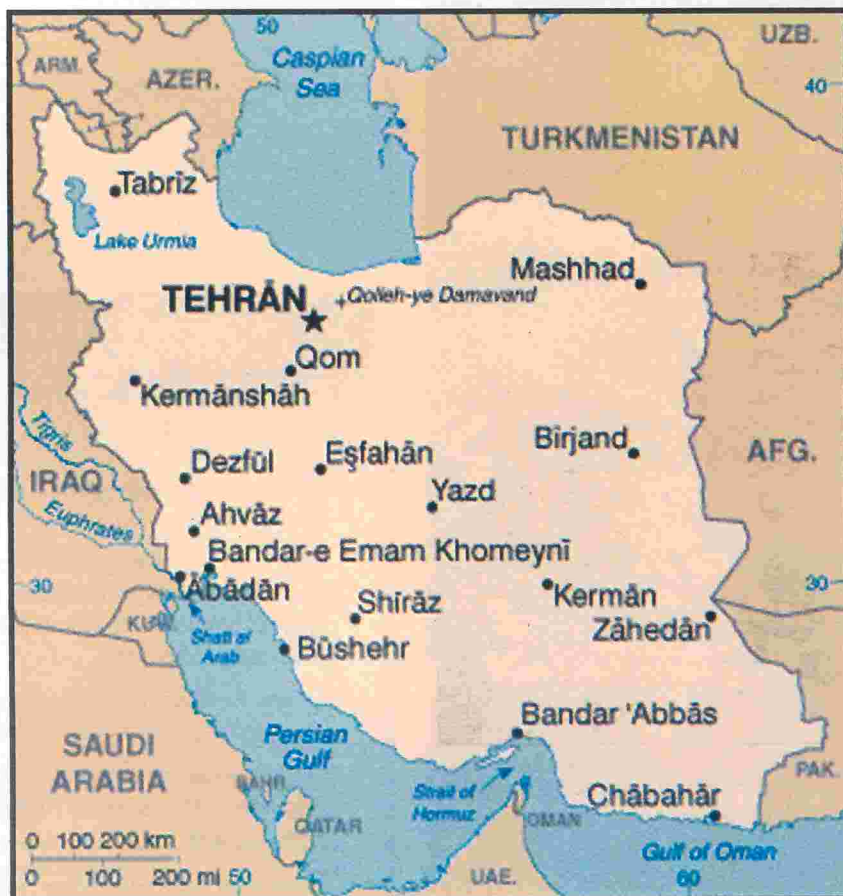 50
Caspian
Sea
UZB.
ARM.
AZER.
40
TURKMENISTAN
Tabrīz
Lake Urmia
Mashhad
TEHRĀN
Qolleh-ye Damavand
Qom
Kermānshāh
Tigris
Dezfūl
Eşfahān
Bīrjand
AFG.
IRAQ
Yazd
Euphrates
Ahvāz
Bandar-e Emam Khomeynī
30
Ābādān
Kermān
30
Shīrāz
KUW.
Zāhedān
Shatt al
Arab
Būshehr
Bandar 'Abbās
SAUDI
ARABIA
Persian
Gulf
PAK.
BAHR.
Strait of
Hormuz
Chābahār
QATAR
OMAN
0 100 200 km
0 100 200 mi
50
UAE.
Gulf of Oman
60